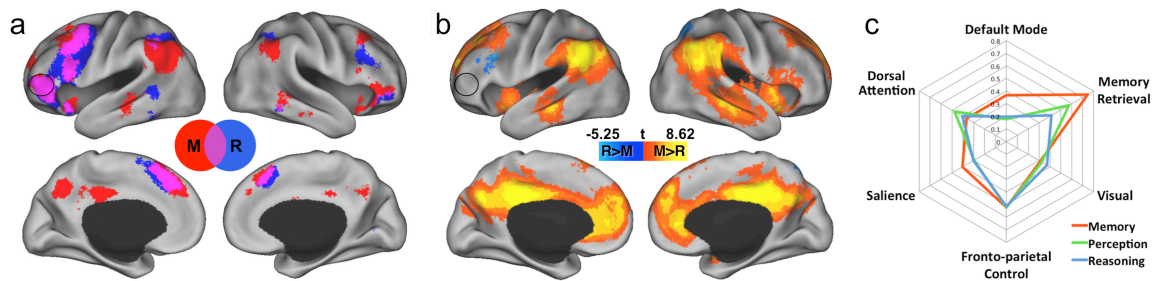 a
M R
b
-5.25 t 8.62
R>M M>R
c
Default Mode
Dorsal
Attention
Memory
Retrieval
0.8
0.7
0.6
0.5
0.4
0.3
0.2
0.1
0
Salience
Visual
Fronto-parietal
Control
Memory
Perception
Reasoning